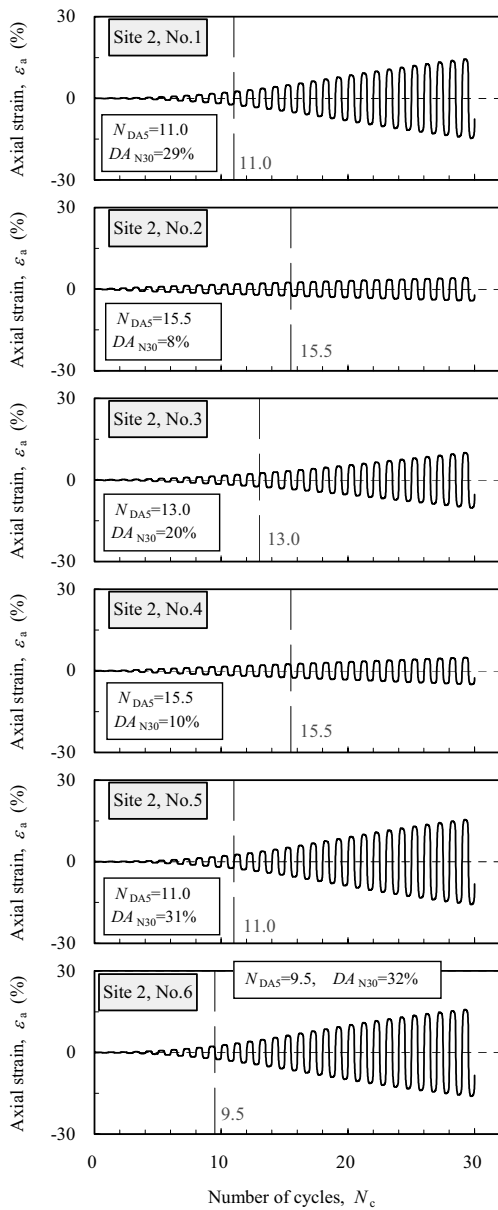 30
Site 2, No.1
Axial strain, εa (%)
0
NDA5=11.0
DAN30=29%
11.0
-30
30
Site 2, No.2
Axial strain, εa (%)
0
NDA5=15.5
DAN30=8%
15.5
-30
30
Site 2, No.3
Axial strain, εa (%)
0
NDA5=13.0
DAN30=20%
13.0
-30
30
Site 2, No.4
Axial strain, εa (%)
0
NDA5=15.5
DAN30=10%
15.5
-30
30
Site 2, No.5
Axial strain, εa (%)
0
NDA5=11.0
DAN30=31%
11.0
-30
30
NDA5=9.5, DAN30=32%
Site 2, No.6
Axial strain, εa (%)
0
9.5
-30
0 10 20 30
Number of cycles, Nc